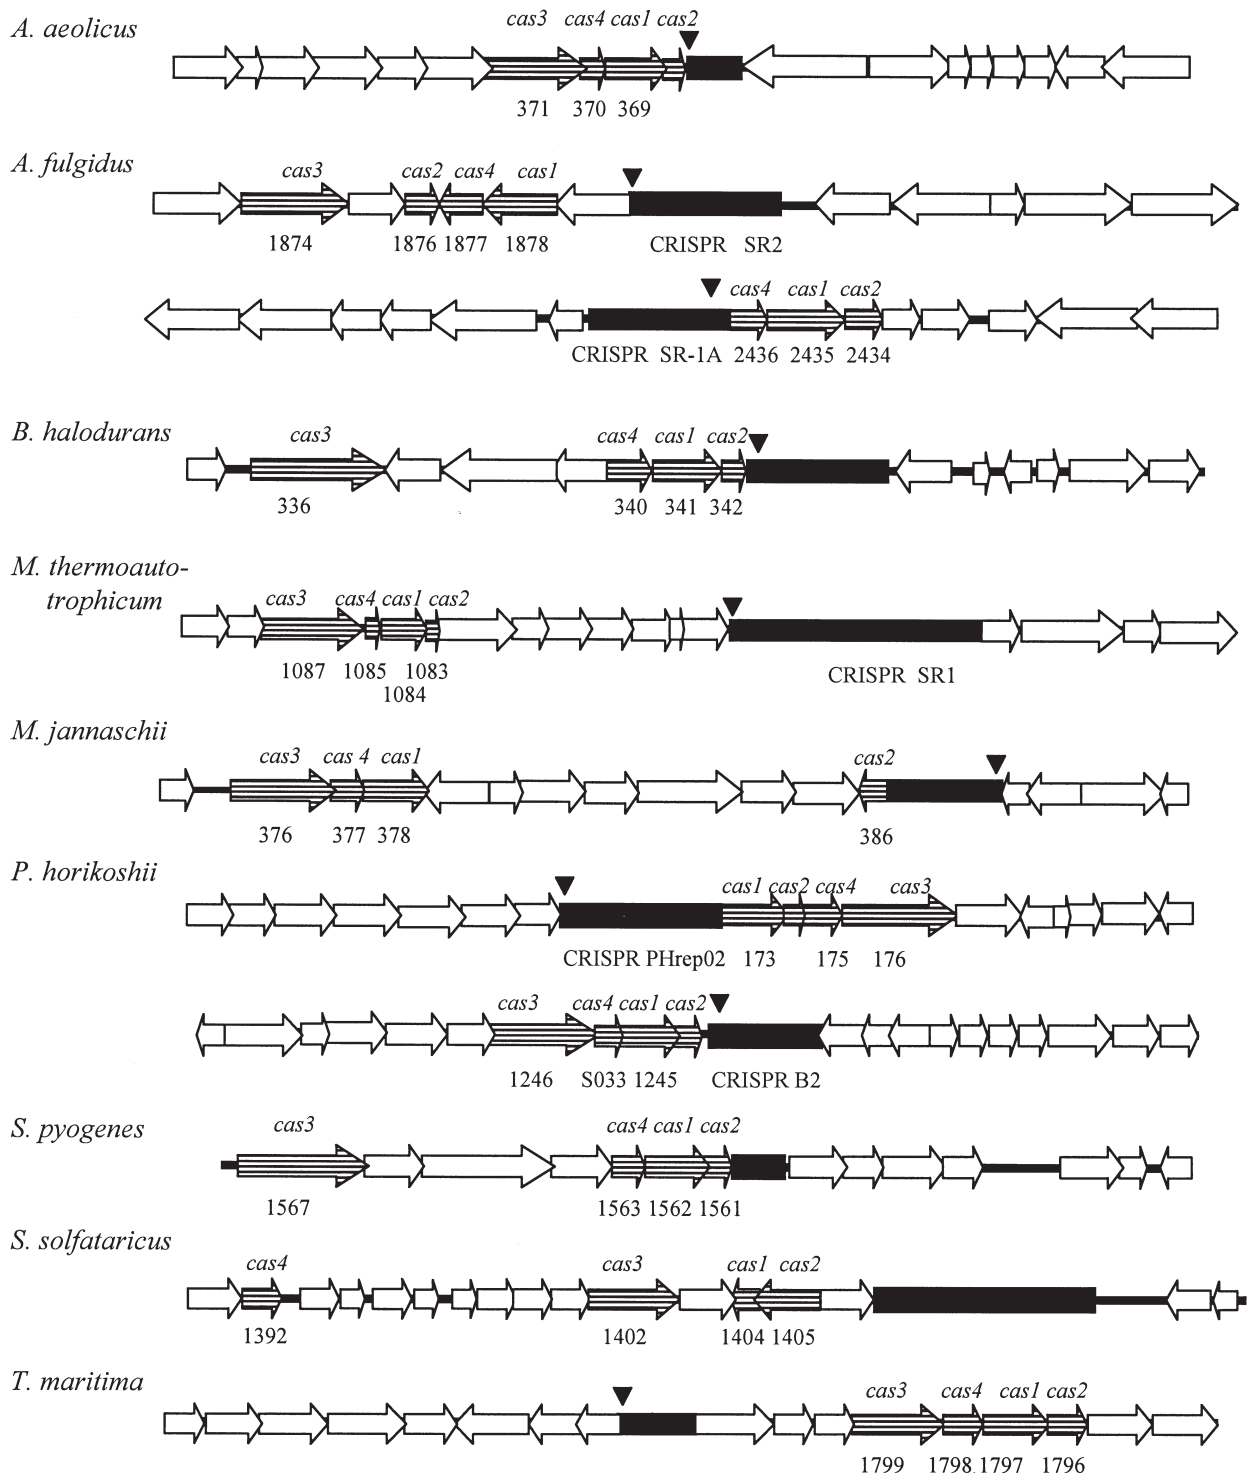 A. aeolicus
cas3 cas4 cas1 cas2
371 370 369
A. fulgidus
cas3 cas2 cas4 cas1
1874 1876 1877 1878 CRISPR SR2
cas4 cas1 cas2
CRISPR SR-1A 2436 2435 2434
B. halodurans
cas3 cas4 cas1 cas2
336 340 341 342
M. thermoauto-
trophicum
cas3 cas4 cas1 cas2
1087 1085 1083 CRISPR SR1
1084
M. jannaschii
cas3 cas 4 cas1 cas2
376 377 378 386
P. horikoshii
cas1 cas2 cas4 cas3
CRISPR PHrep02 173 175 176
cas3 cas4 cas1 cas2
1246 S033 1245 CRISPR B2
S. pyogenes
cas3 cas4 cas1 cas2
1567 1563 1562 1561
S. solfataricus
cas4 cas3 cas1 cas2
1392 1402 1404 1405
T. maritima
cas3 cas4 cas1 cas2
1799 1798 1797 1796